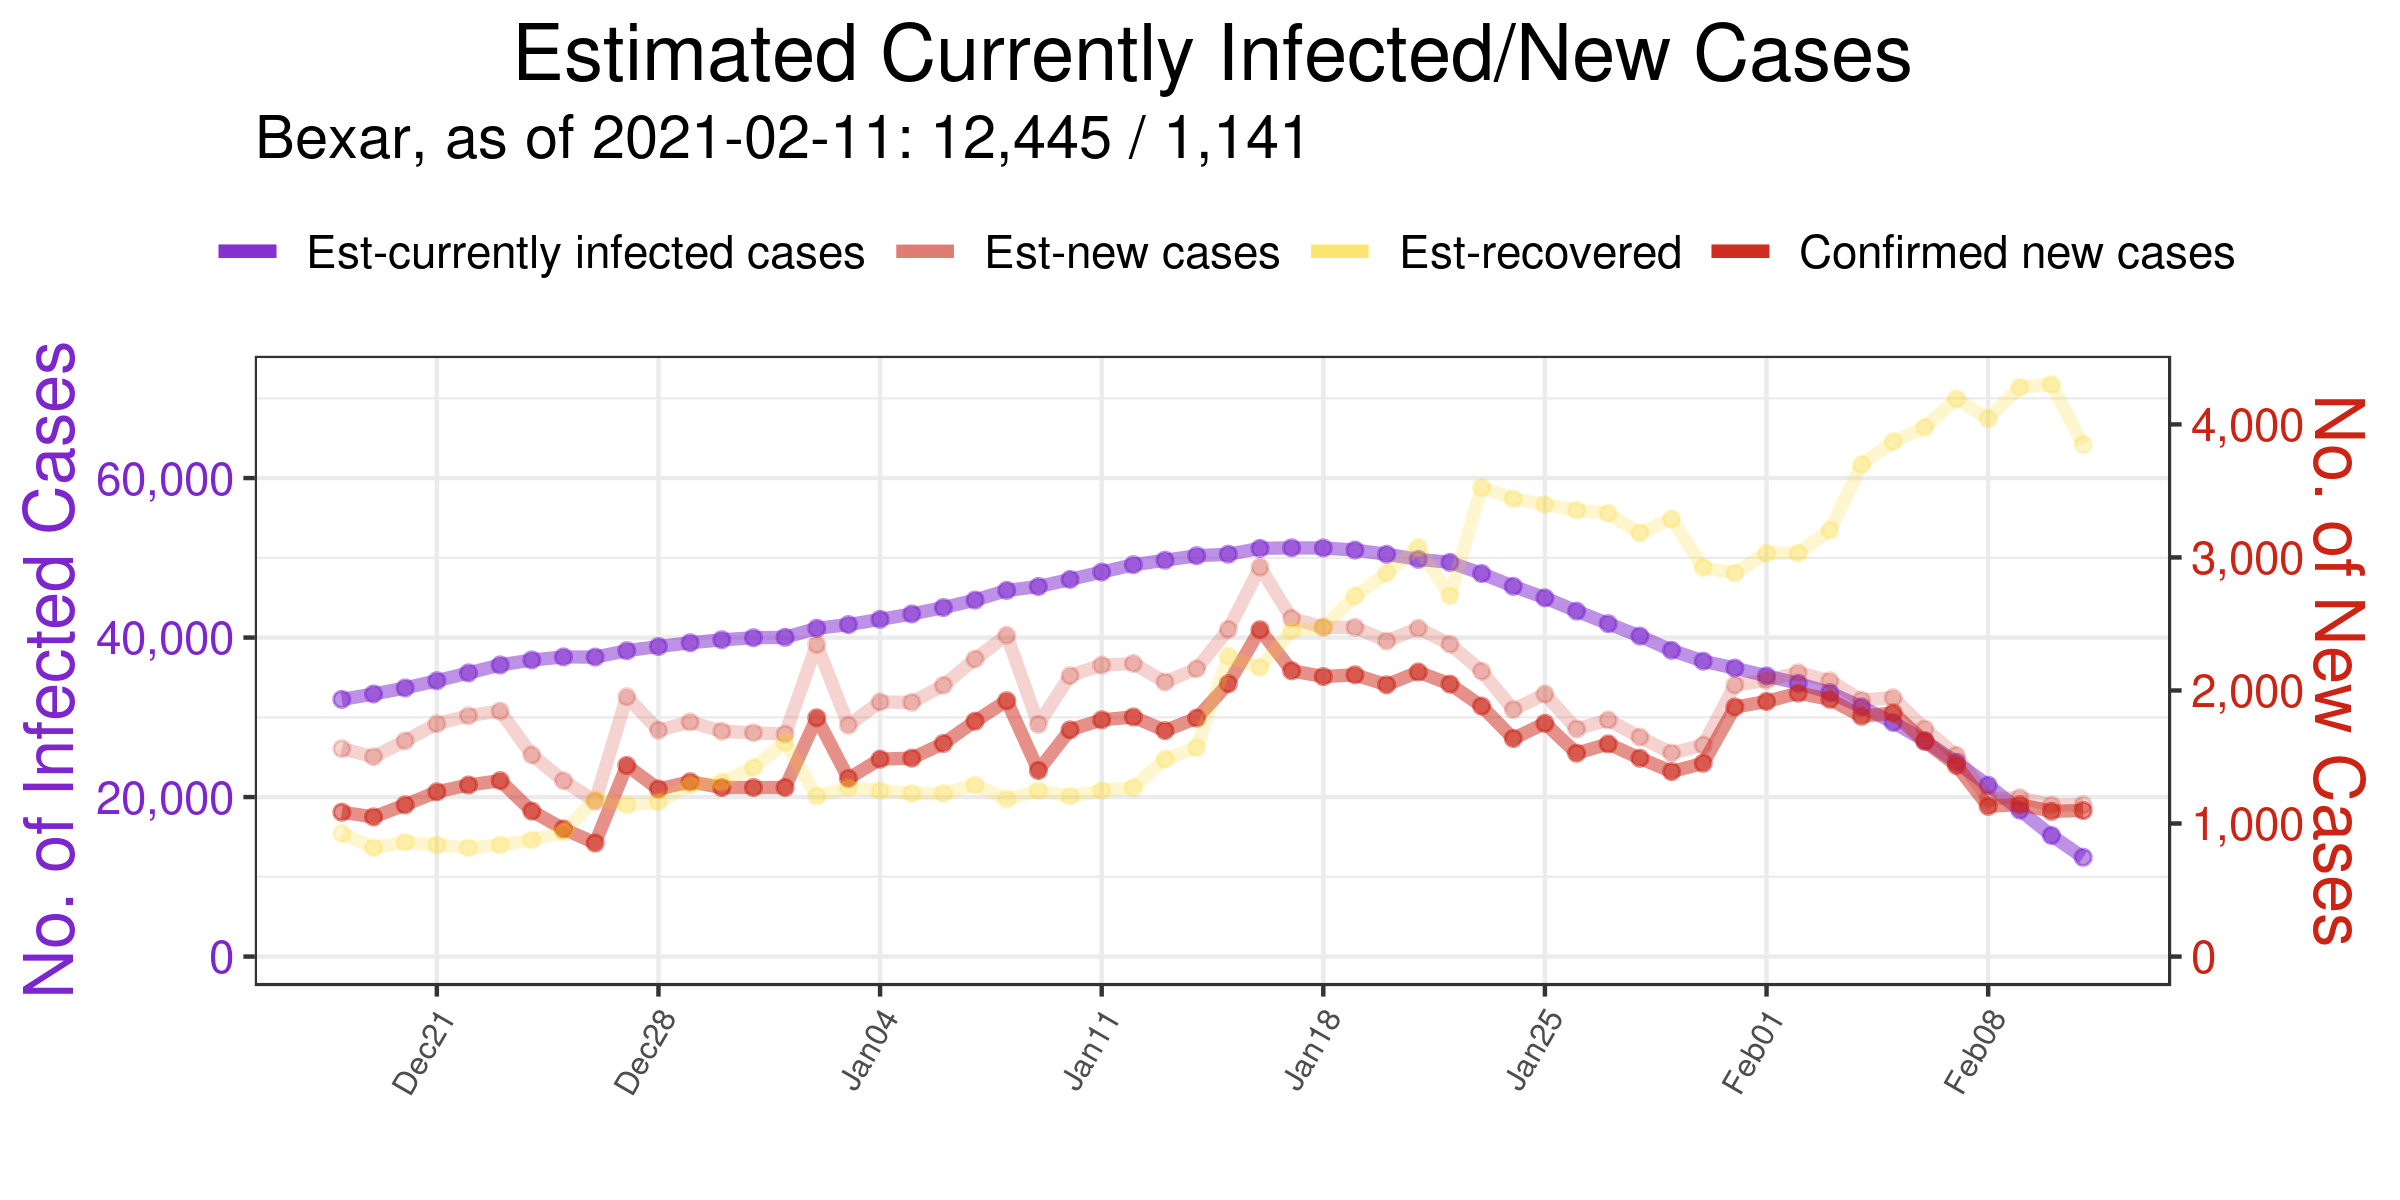 Estimated Currently Infected/New Cases
Bexar, as of 2021-02-11: 12,445 / 1,141
Est-currently infected cases Est-new cases Est-recovered Confirmed new cases
No. of Infected Cases
60,000
40,000
20,000
0
4,000
3,000
2,000
1,000
0
No. of New Cases
Dec21 Dec28 Jan04 Jan11 Jan18 Jan25 Feb01 Feb08